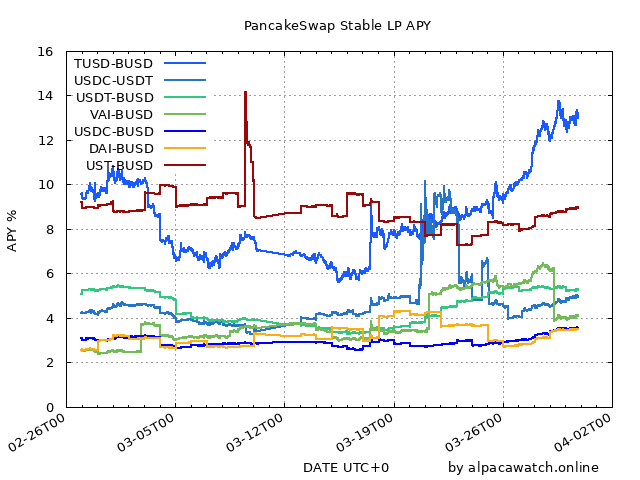 PancakeSwap Stable LP APY
16
14
12
10
8
6
4
2
0
APY %
TUSD-BUSD
USDC-USDT
USDT-BUSD
VAI-BUSD
USDC-BUSD
DAI-BUSD
UST-BUSD
02-26T00
03-05T00
03-12T00
03-19T00
03-26T00
04-02T00
DATE UTC+0
by alpacawatch.online